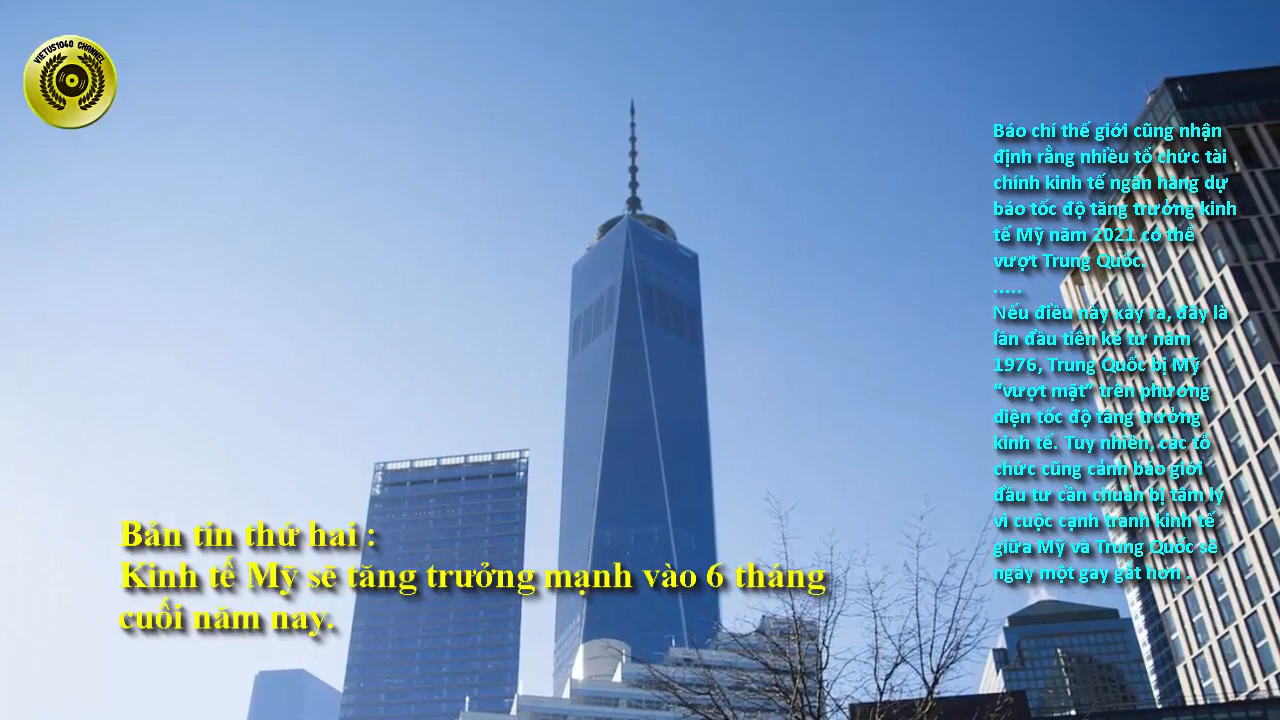 VIETUS1040 CHANNEL
Báo chí thế giới cũng nhận
định rằng nhiều tổ chức tài
chính kinh tế ngân hàng dự
báo tốc độ tăng trưởng kinh
tế Mỹ năm 2021 có thể
vượt Trung Quốc.
.....
Nếu điều này xảy ra, đây là
lần đầu tiên kể từ năm
1976, Trung Quốc bị Mỹ
“vượt mặt” trên phương
diện tốc độ tăng trưởng
kinh tế. Tuy nhiên, các tổ
chức cũng cảnh báo giới
đầu tư cần chuẩn bị tâm lý
vì cuộc cạnh tranh kinh tế
giữa Mỹ và Trung Quốc sẽ
ngày một gay gắt hơn .
Bản tin thứ hai :
Kinh tế Mỹ sẽ tăng trưởng mạnh vào 6 tháng
cuối năm nay.